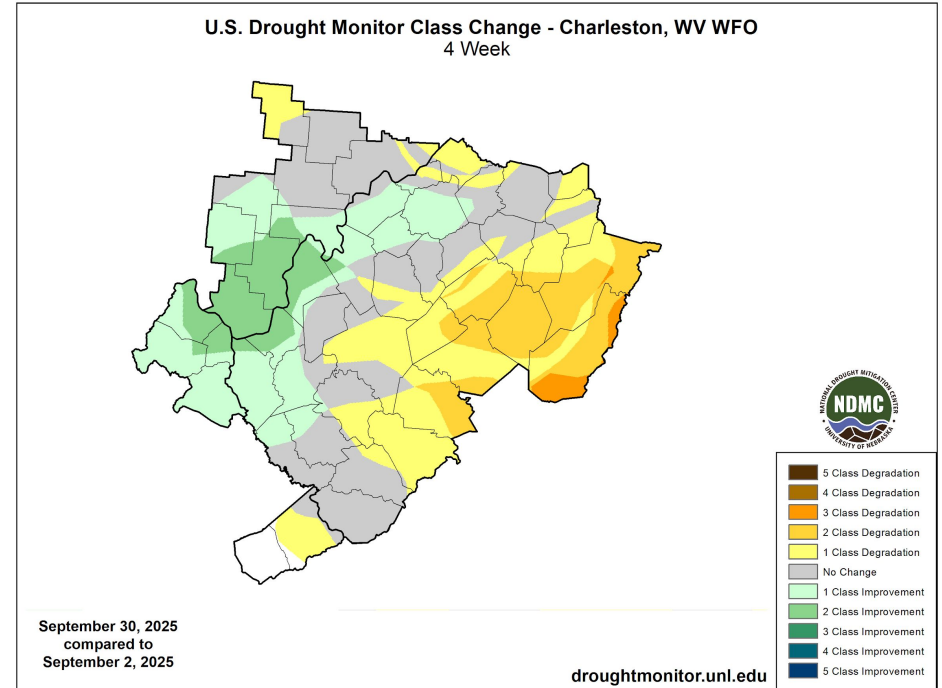 U.S. Drought Monitor Class Change - Charleston, WV WFO
4 Week
NATIONAL DROUGHT MITIGATION CENTER
NDMC
UNIVERSITY OF NEBRASKA
5 Class Degradation
4 Class Degradation
3 Class Degradation
2 Class Degradation
1 Class Degradation
No Change
1 Class Improvement
2 Class Improvement
3 Class Improvement
4 Class Improvement
5 Class Improvement
September 30, 2025
compared to
September 2, 2025
droughtmonitor.unl.edu